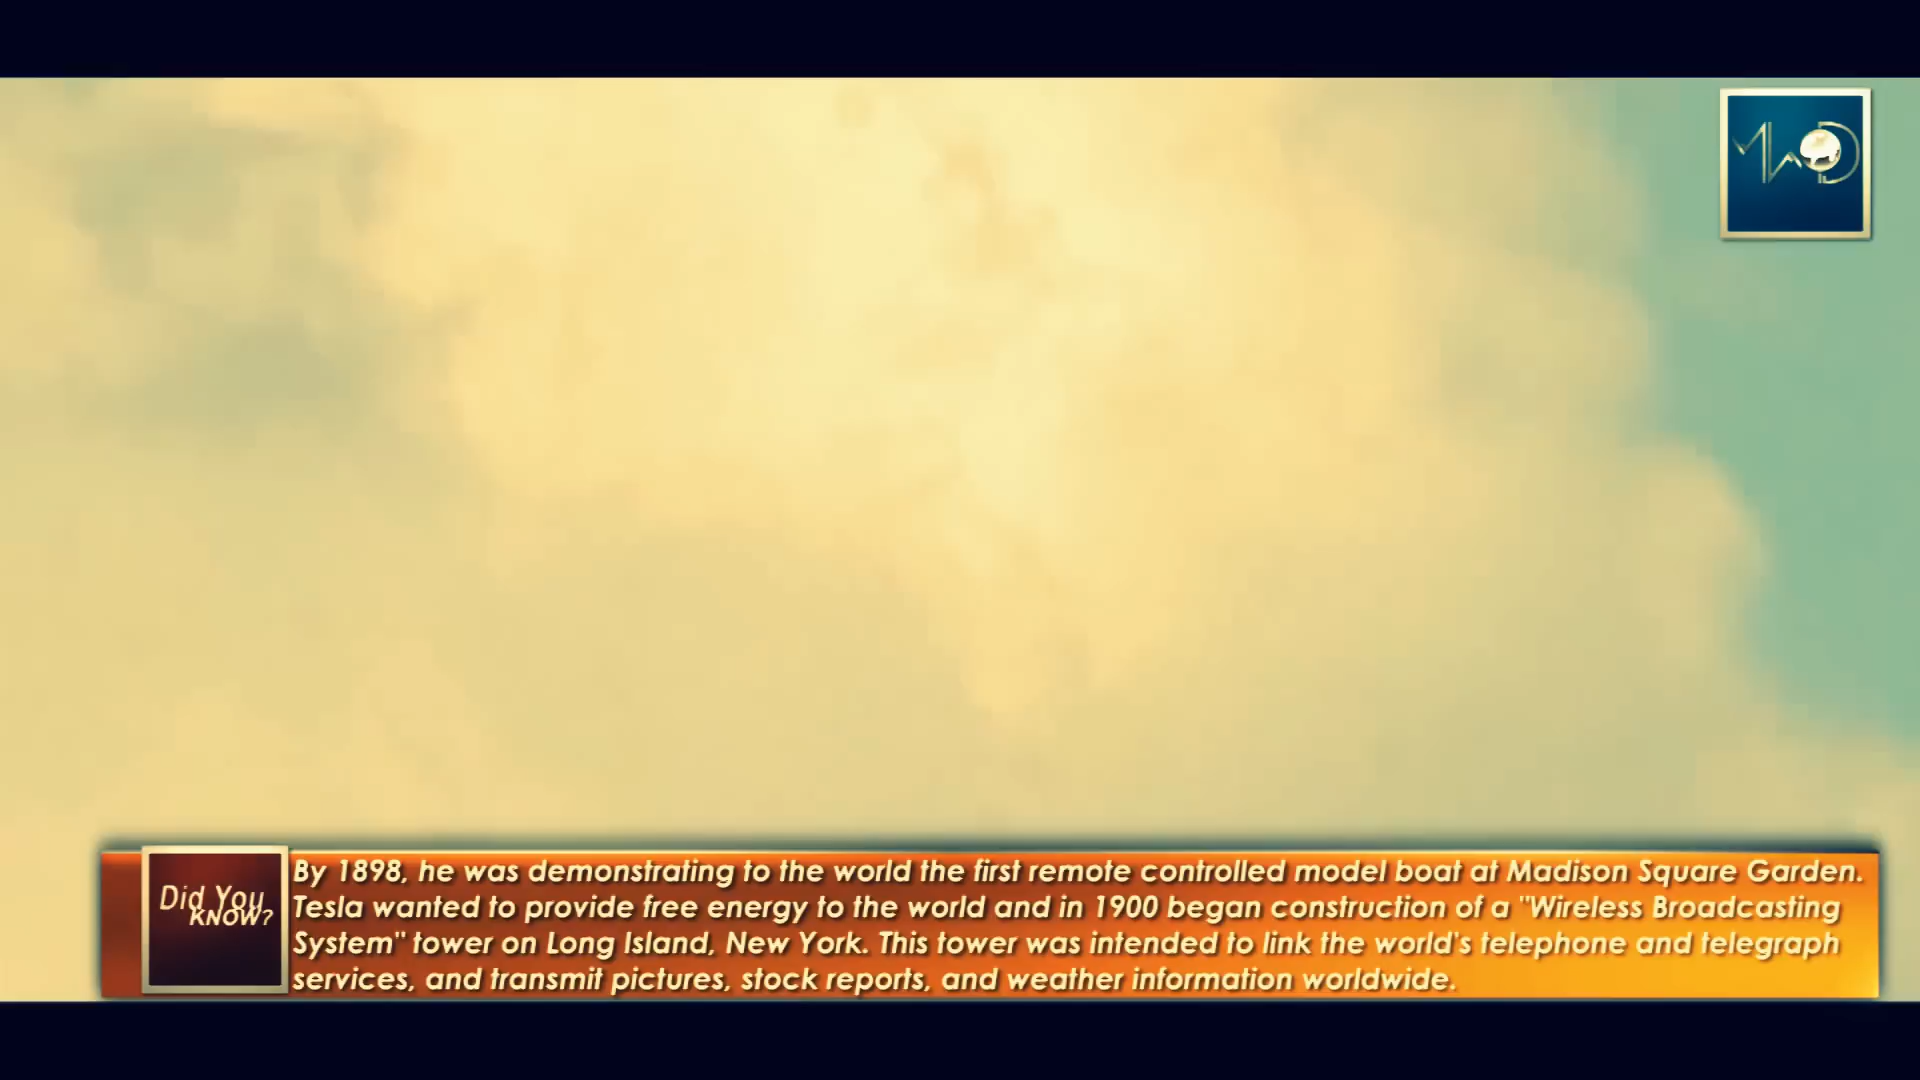 Did You
KNOW?
By 1898, he was demonstrating to the world the first remote controlled model boat at Madison Square Garden.
Tesla wanted to provide free energy to the world and in 1900 began construction of a "Wireless Broadcasting
System" tower on Long Island, New York. This tower was intended to link the world's telephone and telegraph
services, and transmit pictures, stock reports, and weather information worldwide.